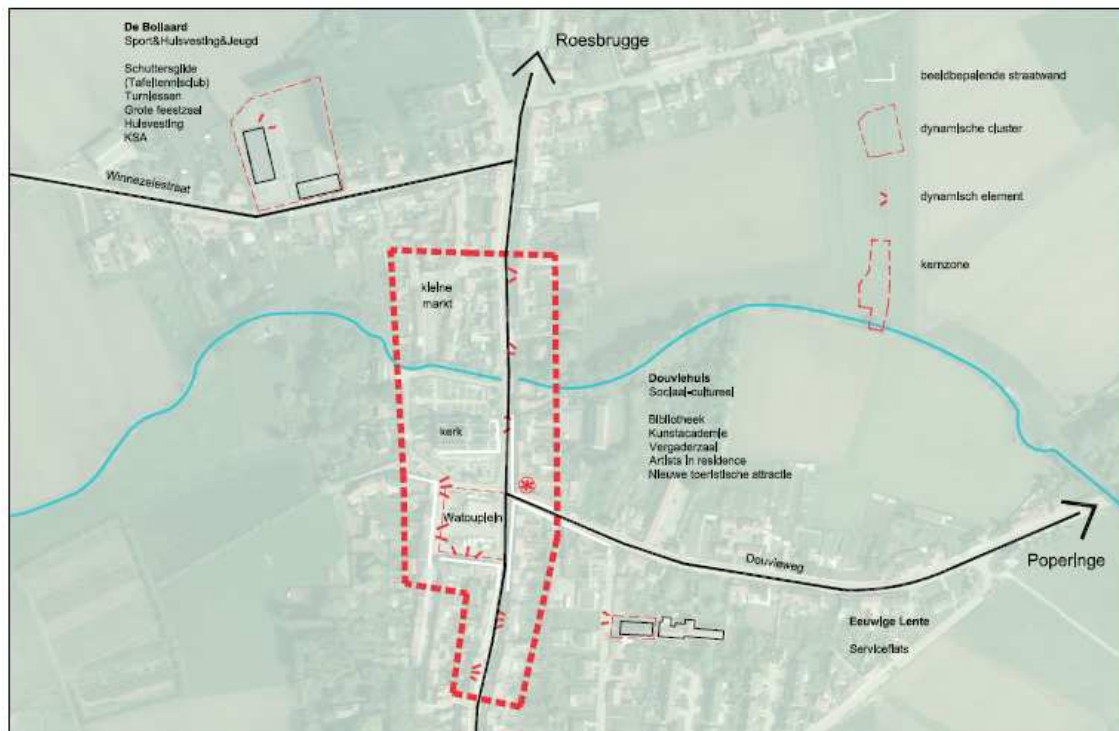 De Bollaard
Sport&Huisvesting&Jeugd
Schuttersgilde
(Tafeltennisclub)
Turnlessen
Grote feestzaal
Huisvesting
KSA
Roesbrugge
beeldbepalende straatwand
dynamische cluster
dynamisch element
kernzone
Winnezelestraat
kleine
markt
kerk
Watouplein
Douviehuis
Sociaal-cultureel
Bibliotheek
Kunstacademie
Vergaderzaal
Artists in residence
Nieuwe toeristische attractie
Douvieweg
Poperinge
Eeuwige Lente
Serviceflats